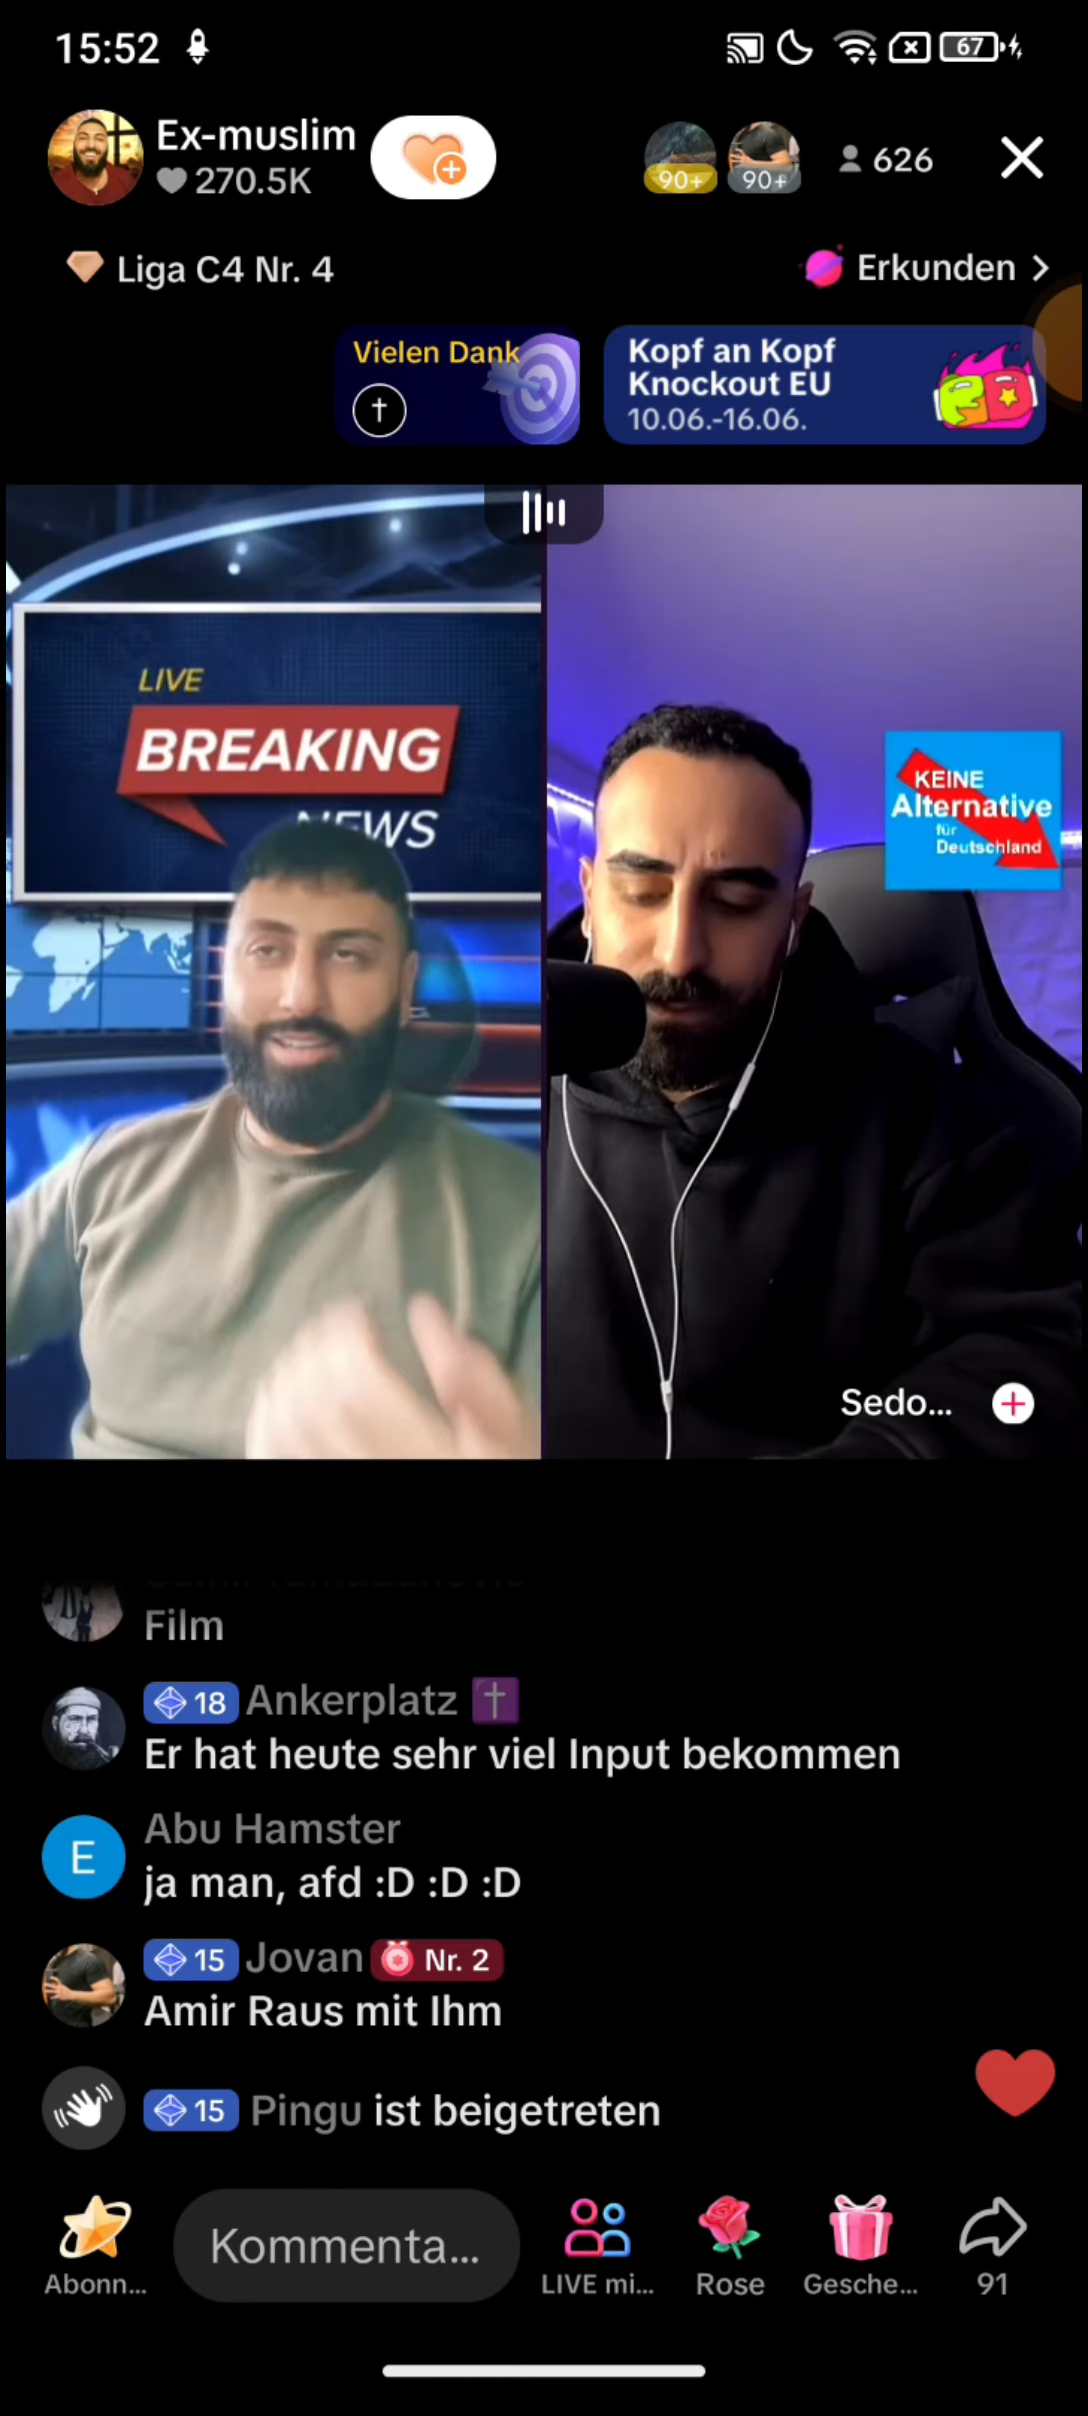 15:52
67
Ex-muslim
270.5K
90+
90+
626
Liga C4 Nr. 4
Erkunden
Vielen Dank
Kopf an Kopf
Knockout EU
10.06.-16.06.
LIVE
BREAKING
NEWS
KEINE
Alternative
für
Deutschland
Sedo...
Film
18 Ankerplatz
Er hat heute sehr viel Input bekommen
E
Abu Hamster
ja man, afd :D :D :D
15 Jovan Nr. 2
Amir Raus mit Ihm
15 Pingu ist beigetreten
Kommenta...
Abonn...
LIVE mi...
Rose
Gesche...
91